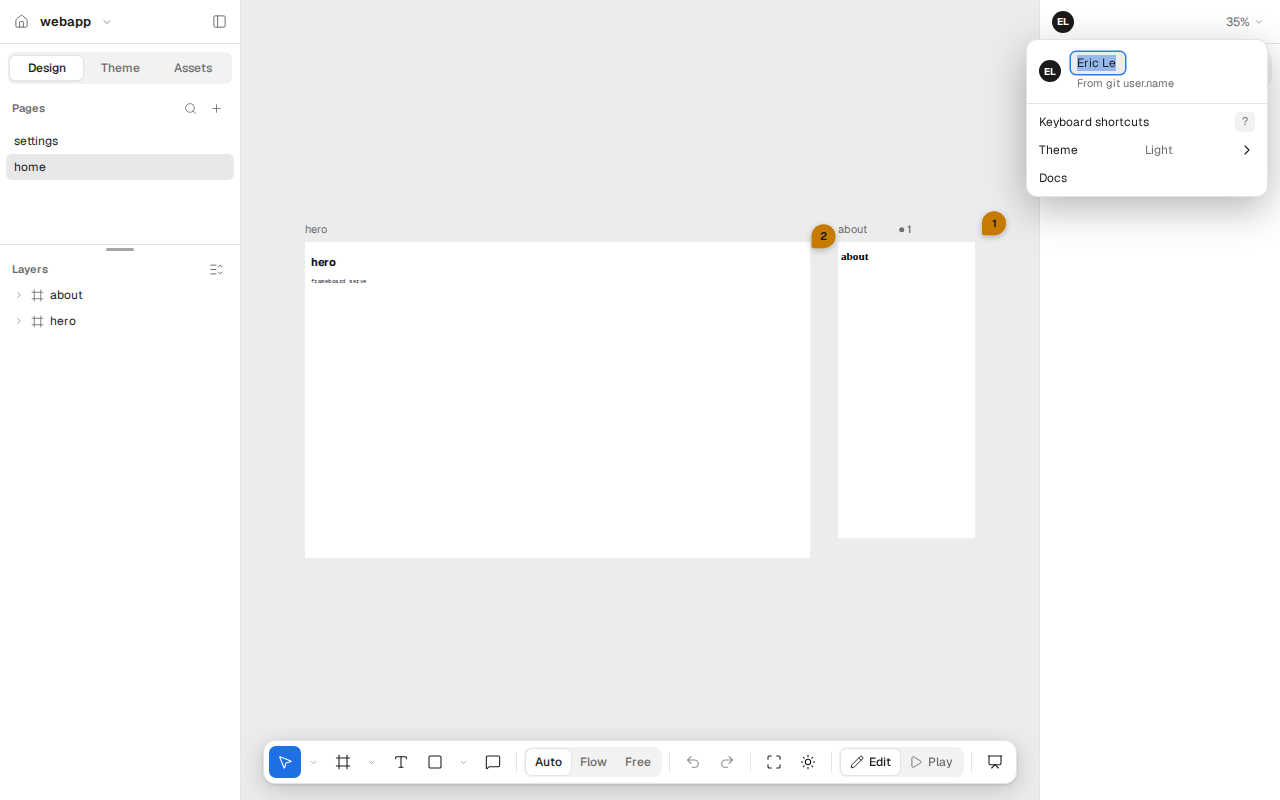 webapp
Design
Theme
Assets
Pages
settings
home
Layers
about
hero
hero
2
about
1
1
hero
frameboard serve
about
EL
35%
EL
Eric Le
From git user.name
Keyboard shortcuts
?
Theme
Light
Docs
Auto
Flow
Free
Edit
Play